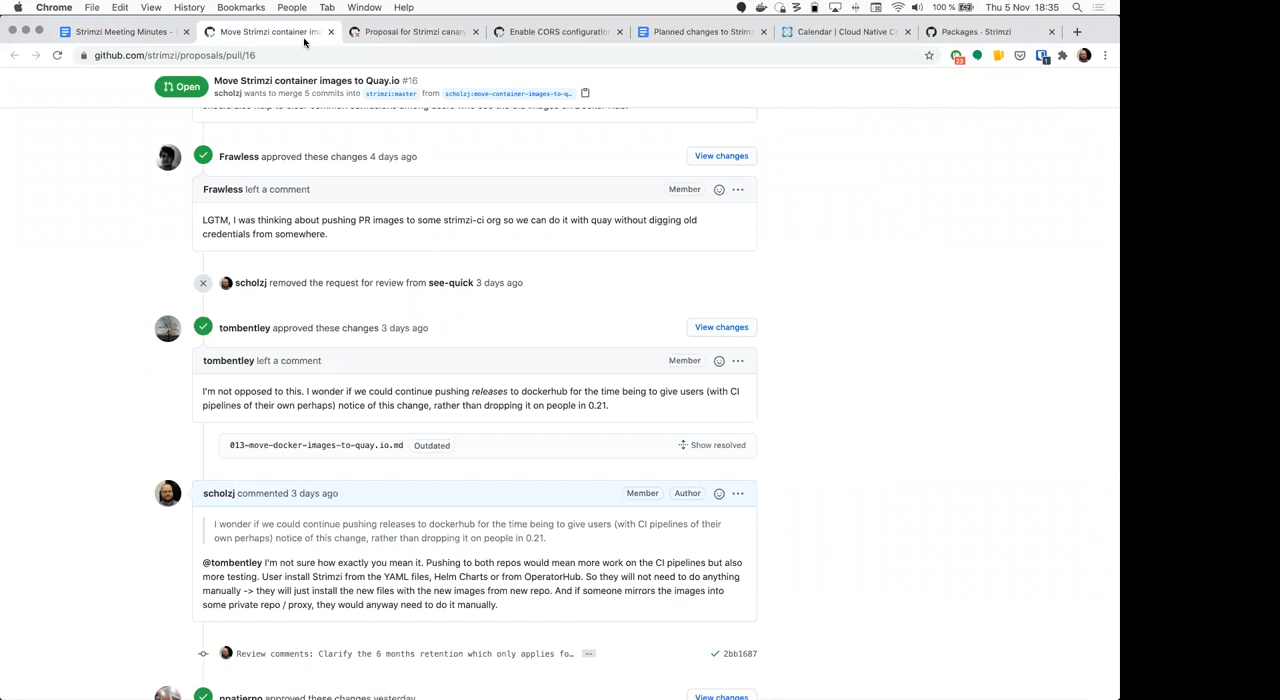 Chrome File Edit View History Bookmarks People Tab Window Help 100 % Thu 5 Nov 18:35
Strimzi Meeting Minutes - Move Strimzi container ima Proposal for Strimzi canary Enable CORS configuration Planned changes to Strimz Calendar | Cloud Native C Packages · Strimzi
github.com/strimzi/proposals/pull/16
23
1
Open
Move Strimzi container images to Quay.io #16
scholzj wants to merge 5 commits into strimzi:master from scholzj:move-container-images-to-q…
Frawless approved these changes 4 days ago View changes
Frawless left a comment Member
LGTM, I was thinking about pushing PR images to some strimzi-ci org so we can do it with quay without digging old
credentials from somewhere.
scholzj removed the request for review from see-quick 3 days ago
tombentley approved these changes 3 days ago View changes
tombentley left a comment Member
I'm not opposed to this. I wonder if we could continue pushing releases to dockerhub for the time being to give users (with CI
pipelines of their own perhaps) notice of this change, rather than dropping it on people in 0.21.
013-move-docker-images-to-quay.io.md Outdated Show resolved
scholzj commented 3 days ago Member Author
I wonder if we could continue pushing releases to dockerhub for the time being to give users (with CI pipelines of their
own perhaps) notice of this change, rather than dropping it on people in 0.21.
@tombentley I'm not sure how exactly you mean it. Pushing to both repos would mean more work on the CI pipelines but also
more testing. User install Strimzi from the YAML files, Helm Charts or from OperatorHub. So they will not need to do anything
manually -> they will just install the new files with the new images from new repo. And if someone mirrors the images into
some private repo / proxy, they would anyway need to do it manually.
Review comments: Clarify the 6 months retention which only applies fo… … 2bb1687
ppatierno approved these changes Yesterday View changes